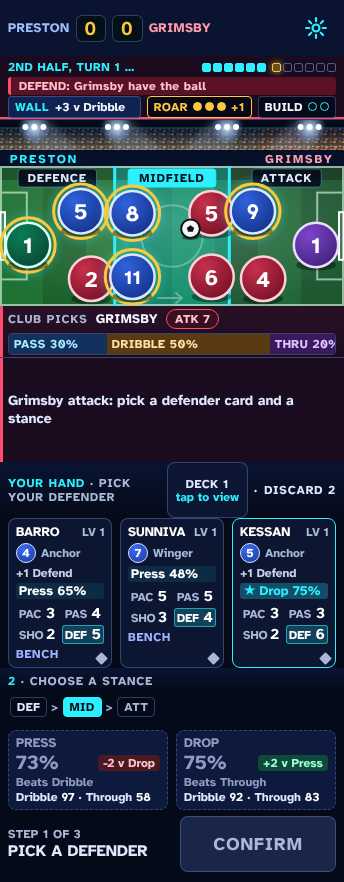 PRESTON 0 0 GRIMSBY
2ND HALF, TURN 1 ...
DEFEND: Grimsby have the ball
WALL +3 v Dribble ROAR +1 BUILD
PRESTON GRIMSBY
DEFENCE MIDFIELD ATTACK
5 8 5 9
1 1
2 11 6 4
CLUB PICKS GRIMSBY ATK 7
PASS 30% DRIBBLE 50% THRU 20%
Grimsby attack: pick a defender card and a
stance
YOUR HAND · PICK
YOUR DEFENDER
DECK 1
tap to view
· DISCARD 2
BARRO LV 1
4 Anchor
+1 Defend
Press 65%
PAC 3 PAS 4
SHO 2 DEF 5
BENCH
SUNNIVA LV 1
7 Winger
Press 48%
PAC 5 PAS 5
SHO 3 DEF 4
BENCH
KESSAN LV 1
5 Anchor
+1 Defend
★ Drop 75%
PAC 3 PAS 3
SHO 2 DEF 6
2 · CHOOSE A STANCE
DEF > MID > ATT
PRESS
73% -2 v Drop
Beats Dribble
Dribble 97 · Through 58
DROP
75% +2 v Press
Beats Through
Dribble 92 · Through 83
STEP 1 OF 3
PICK A DEFENDER
CONFIRM